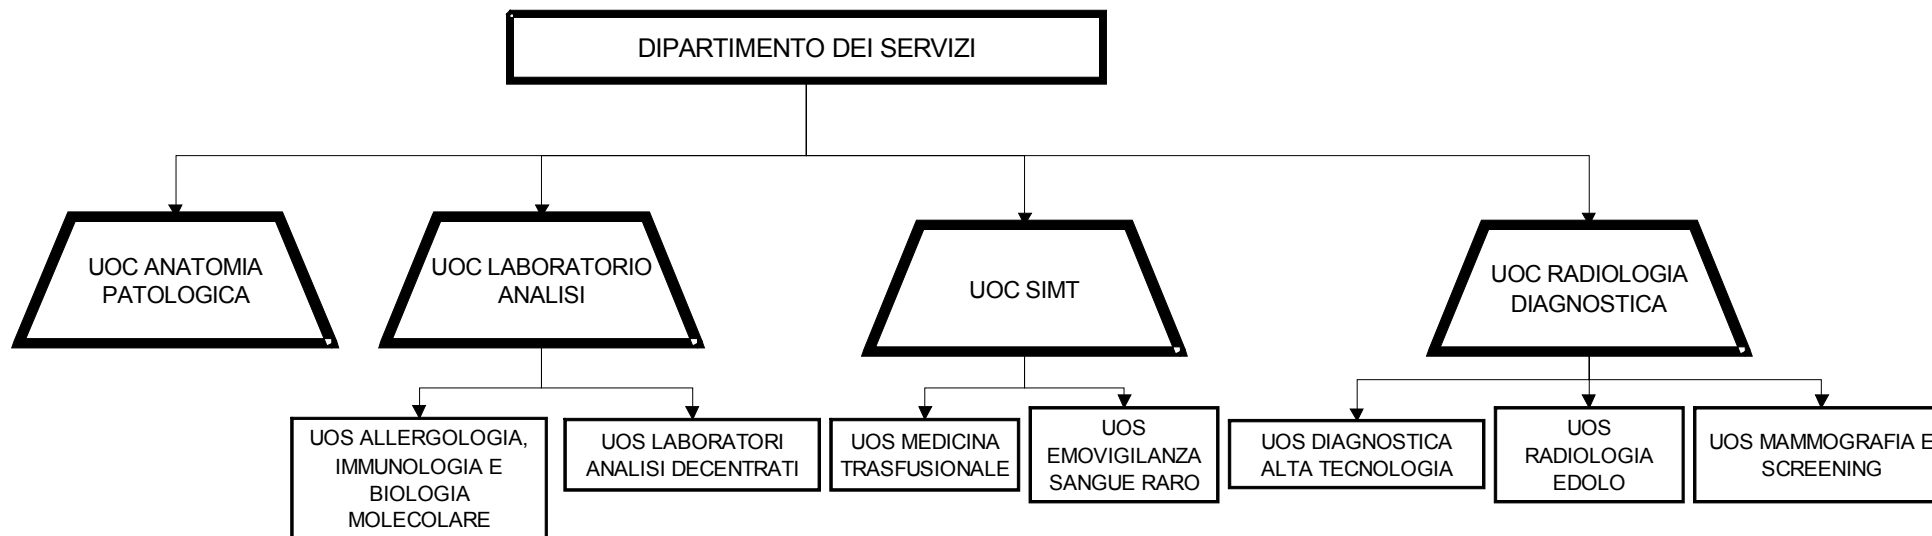 DIPARTIMENTO DEI SERVIZI
UOC ANATOMIA
PATOLOGICA
UOC LABORATORIO
ANALISI
UOC SIMT
UOC RADIOLOGIA
DIAGNOSTICA
UOS ALLERGOLOGIA,
IMMUNOLOGIA E
BIOLOGIA
MOLECOLARE
UOS LABORATORI
ANALISI DECENTRATI
UOS MEDICINA
TRASFUSIONALE
UOS
EMOVIGILANZA
SANGUE RARO
UOS DIAGNOSTICA
ALTA TECNOLOGIA
UOS
RADIOLOGIA
EDOLO
UOS MAMMOGRAFIA E
SCREENING